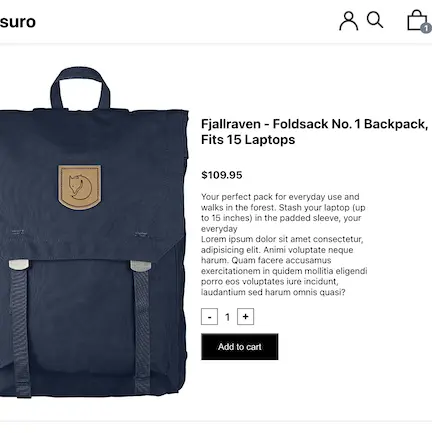 suro
1
Fjallraven - Foldsack No. 1 Backpack,
Fits 15 Laptops
$109.95
Your perfect pack for everyday use and
walks in the forest. Stash your laptop (up
to 15 inches) in the padded sleeve, your
everyday
Lorem ipsum dolor sit amet consectetur,
adipisicing elit. Animi voluptate neque
harum. Quam facere accusamus
exercitationem in quidem mollitia eligendi
porro eos voluptates iure incidunt,
laudantium sed harum omnis quasi?
- 1 +
Add to cart